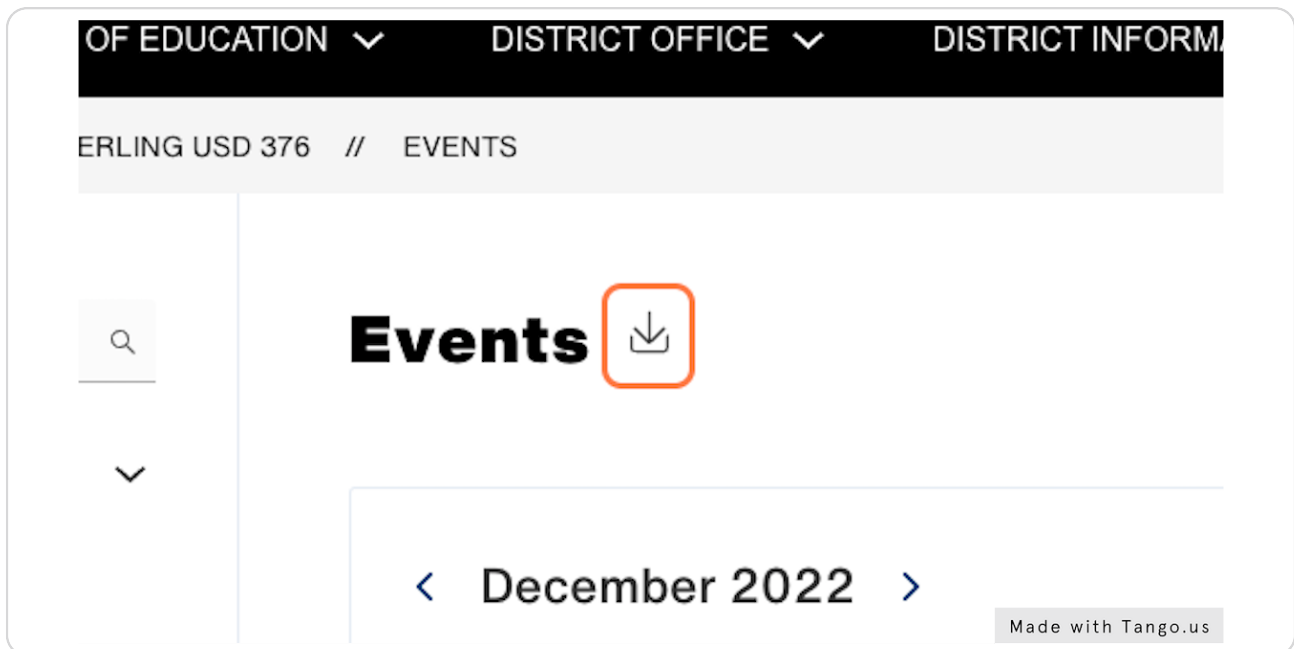 OF EDUCATION DISTRICT OFFICE DISTRICT INFORM
ERLING USD 376 // EVENTS
Events
December 2022
Made with Tango.us